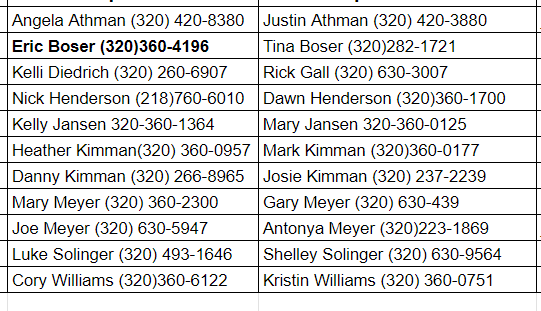 Angela Athman (320) 420-8380 Justin Athman (320) 420-3880
Eric Boser (320)360-4196 Tina Boser (320)282-1721
Kelli Diedrich (320) 260-6907 Rick Gall (320) 630-3007
Nick Henderson (218)760-6010 Dawn Henderson (320)360-1700
Kelly Jansen 320-360-1364 Mary Jansen 320-360-0125
Heather Kimman(320) 360-0957 Mark Kimman (320)360-0177
Danny Kimman (320) 266-8965 Josie Kimman (320) 237-2239
Mary Meyer (320) 360-2300 Gary Meyer (320) 630-439
Joe Meyer (320) 630-5947 Antonya Meyer (320)223-1869
Luke Solinger (320) 493-1646 Shelley Solinger (320) 630-9564
Cory Williams (320)360-6122 Kristin Williams (320) 360-0751